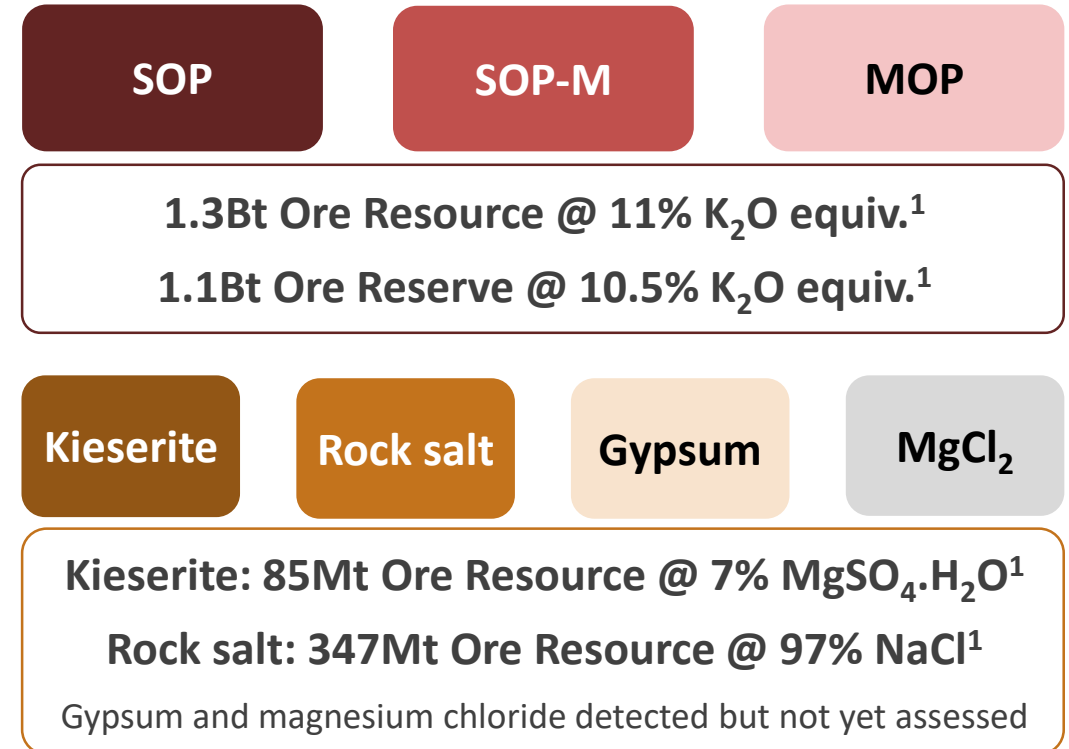 SOP
SOP-M
MOP
1.3Bt Ore Resource @ 11% K₂O equiv.¹
1.1Bt Ore Reserve @ 10.5% K₂O equiv.¹
Kieserite
Rock salt
Gypsum
MgCl₂
Kieserite: 85Mt Ore Resource @ 7% MgSO₄.H₂O¹
Rock salt: 347Mt Ore Resource @ 97% NaCl¹
Gypsum and magnesium chloride detected but not yet assessed